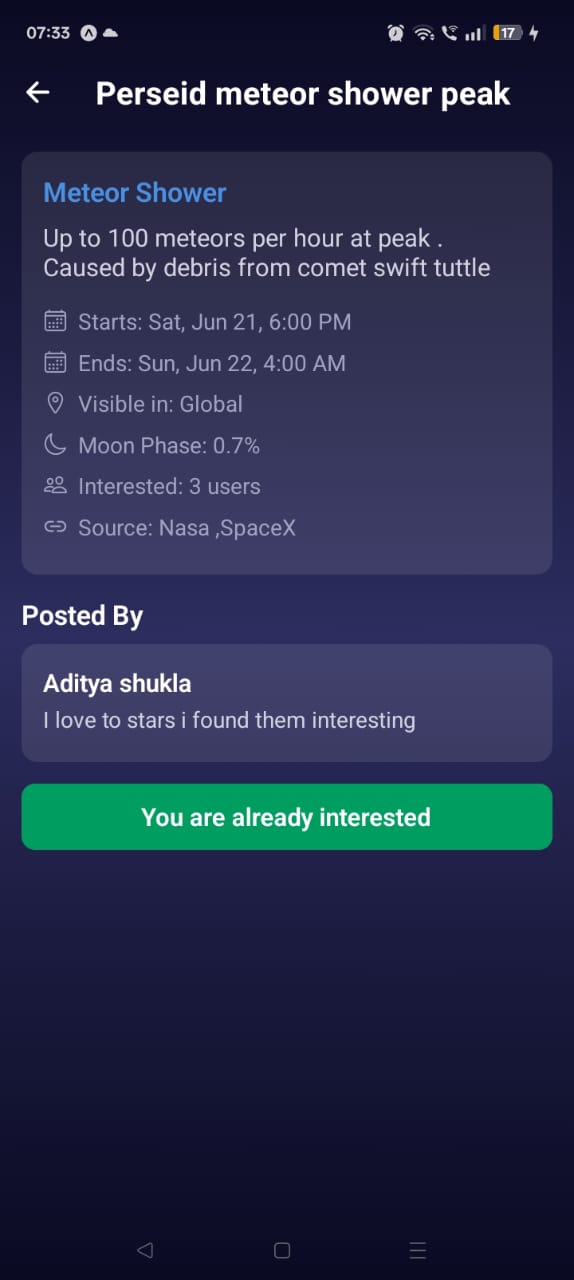 07:33
17
Perseid meteor shower peak
Meteor Shower
Up to 100 meteors per hour at peak .
Caused by debris from comet swift tuttle
Starts: Sat, Jun 21, 6:00 PM
Ends: Sun, Jun 22, 4:00 AM
Visible in: Global
Moon Phase: 0.7%
Interested: 3 users
Source: Nasa ,SpaceX
Posted By
Aditya shukla
I love to stars i found them interesting
You are already interested